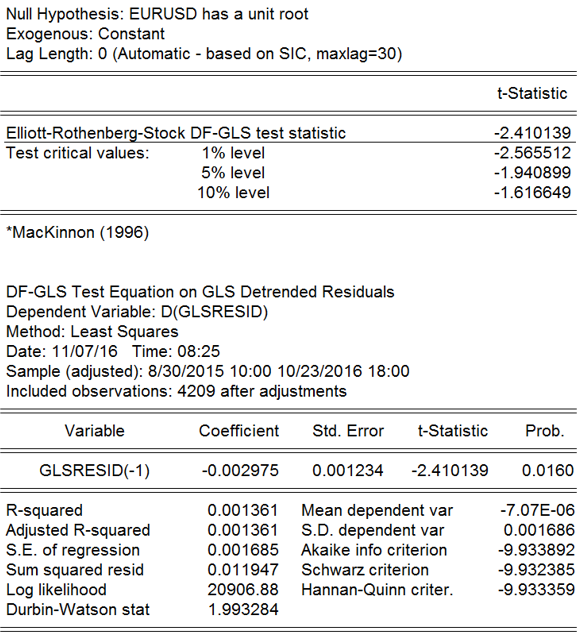 Null Hypothesis: EURUSD has a unit root
Exogenous: Constant
Lag Length: 0 (Automatic - based on SIC, maxlag=30)
t-Statistic
Elliott-Rothenberg-Stock DF-GLS test statistic -2.410139
Test critical values: 1% level -2.565512
5% level -1.940899
10% level -1.616649
*MacKinnon (1996)
DF-GLS Test Equation on GLS Detrended Residuals
Dependent Variable: D(GLSRESID)
Method: Least Squares
Date: 11/07/16 Time: 08:25
Sample (adjusted): 8/30/2015 10:00 10/23/2016 18:00
Included observations: 4209 after adjustments
Variable Coefficient Std. Error t-Statistic Prob.
GLSRESID(-1) -0.002975 0.001234 -2.410139 0.0160
R-squared 0.001361 Mean dependent var -7.07E-06
Adjusted R-squared 0.001361 S.D. dependent var 0.001686
S.E. of regression 0.001685 Akaike info criterion -9.933892
Sum squared resid 0.011947 Schwarz criterion -9.932385
Log likelihood 20906.88 Hannan-Quinn criter. -9.933359
Durbin-Watson stat 1.993284